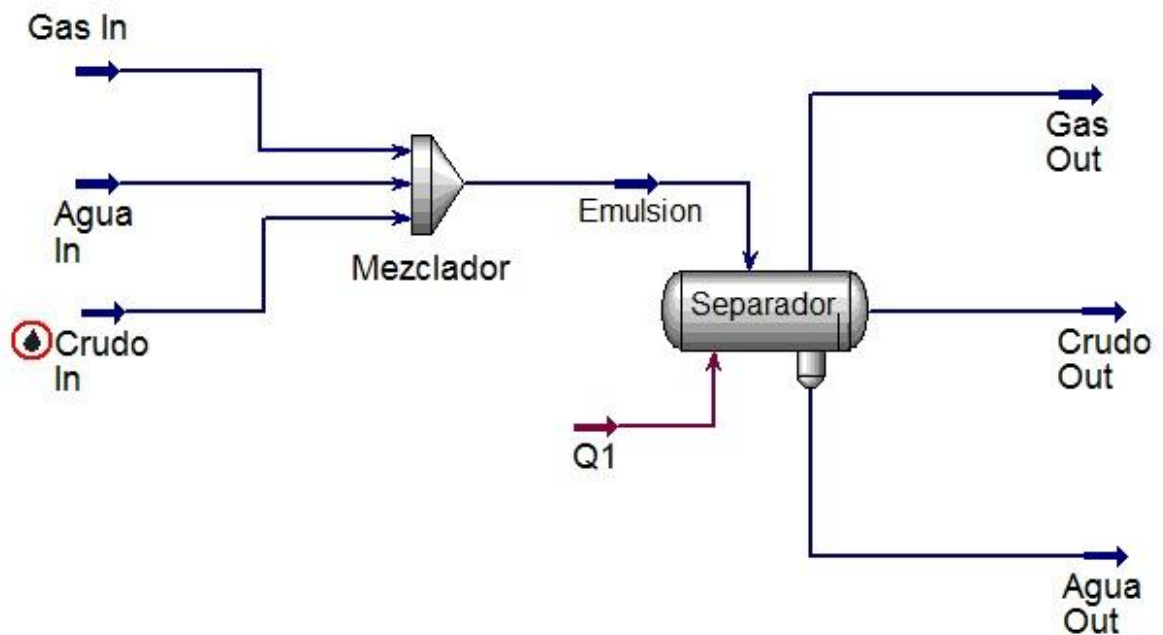 Gas In
Agua
In
Crudo
In
Mezclador
Emulsion
Separador
Q1
Gas
Out
Crudo
Out
Agua
Out